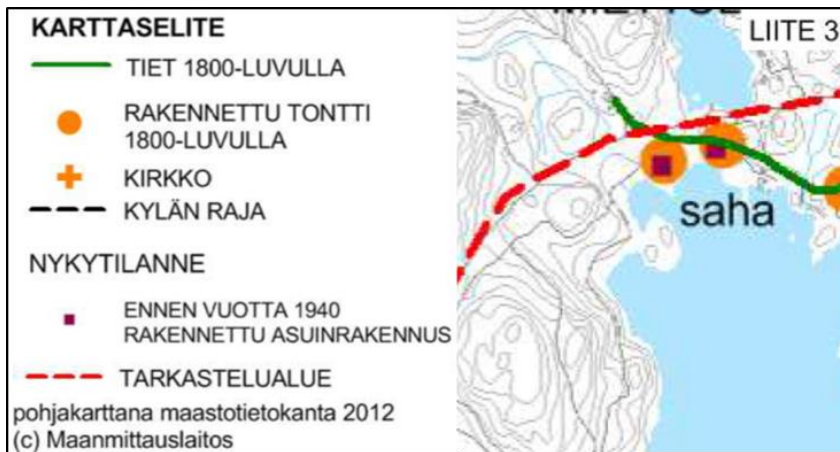 KARTTASELITE
TIET 1800-LUVULLA
RAKENNETTU TONTTI
1800-LUVULLA
KIRKKO
KYLÄN RAJA
NYKYTILANNE
ENNEN VUOTTA 1940
RAKENNETTU ASUINRAKENNUS
TARKASTELUALUE
pohjakarttana maastotietokanta 2012
(c) Maanmittauslaitos
LIITE 3
saha